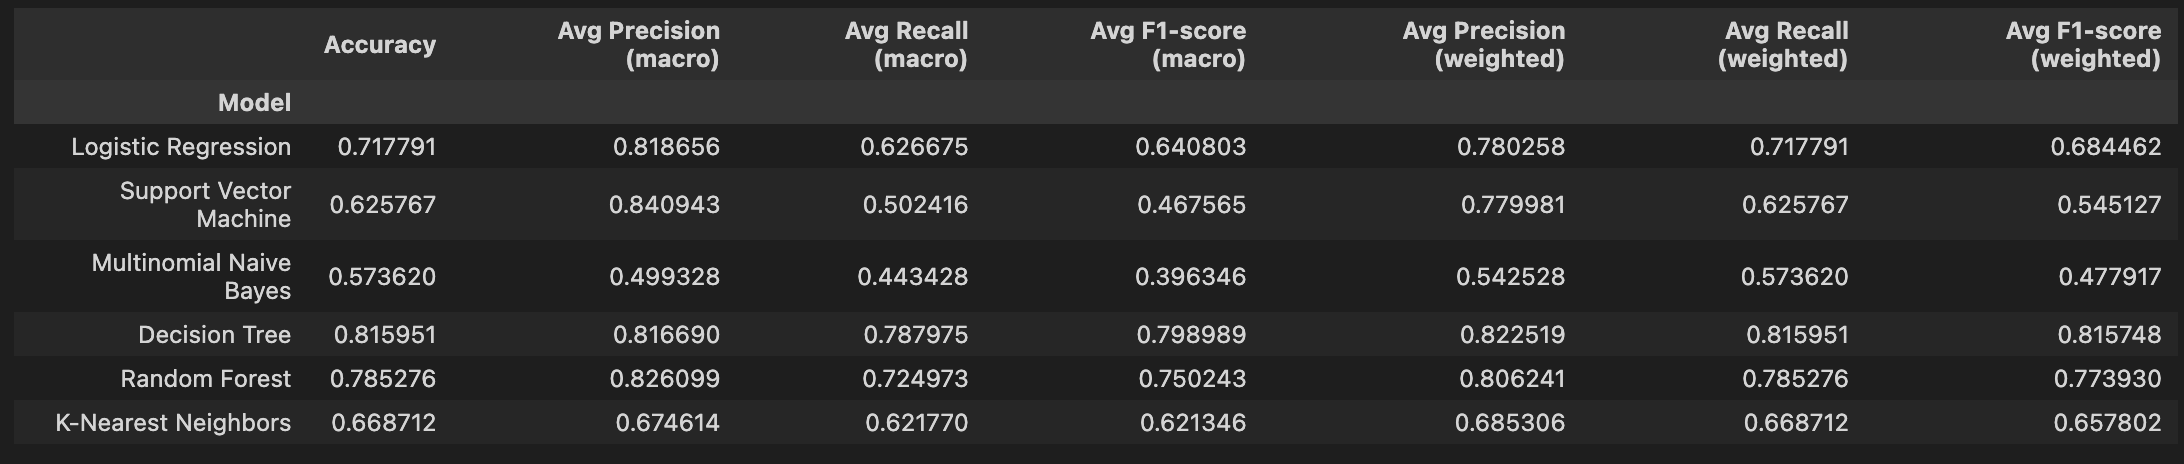 Accuracy Avg Precision (macro) Avg Recall (macro) Avg F1-score (macro) Avg Precision (weighted) Avg Recall (weighted) Avg F1-score (weighted)
Model
Logistic Regression 0.717791 0.818656 0.626675 0.640803 0.780258 0.717791 0.684462
Support Vector Machine 0.625767 0.840943 0.502416 0.467565 0.779981 0.625767 0.545127
Multinomial Naive Bayes 0.573620 0.499328 0.443428 0.396346 0.542528 0.573620 0.477917
Decision Tree 0.815951 0.816690 0.787975 0.798989 0.822519 0.815951 0.815748
Random Forest 0.785276 0.826099 0.724973 0.750243 0.806241 0.785276 0.773930
K-Nearest Neighbors 0.668712 0.674614 0.621770 0.621346 0.685306 0.668712 0.657802